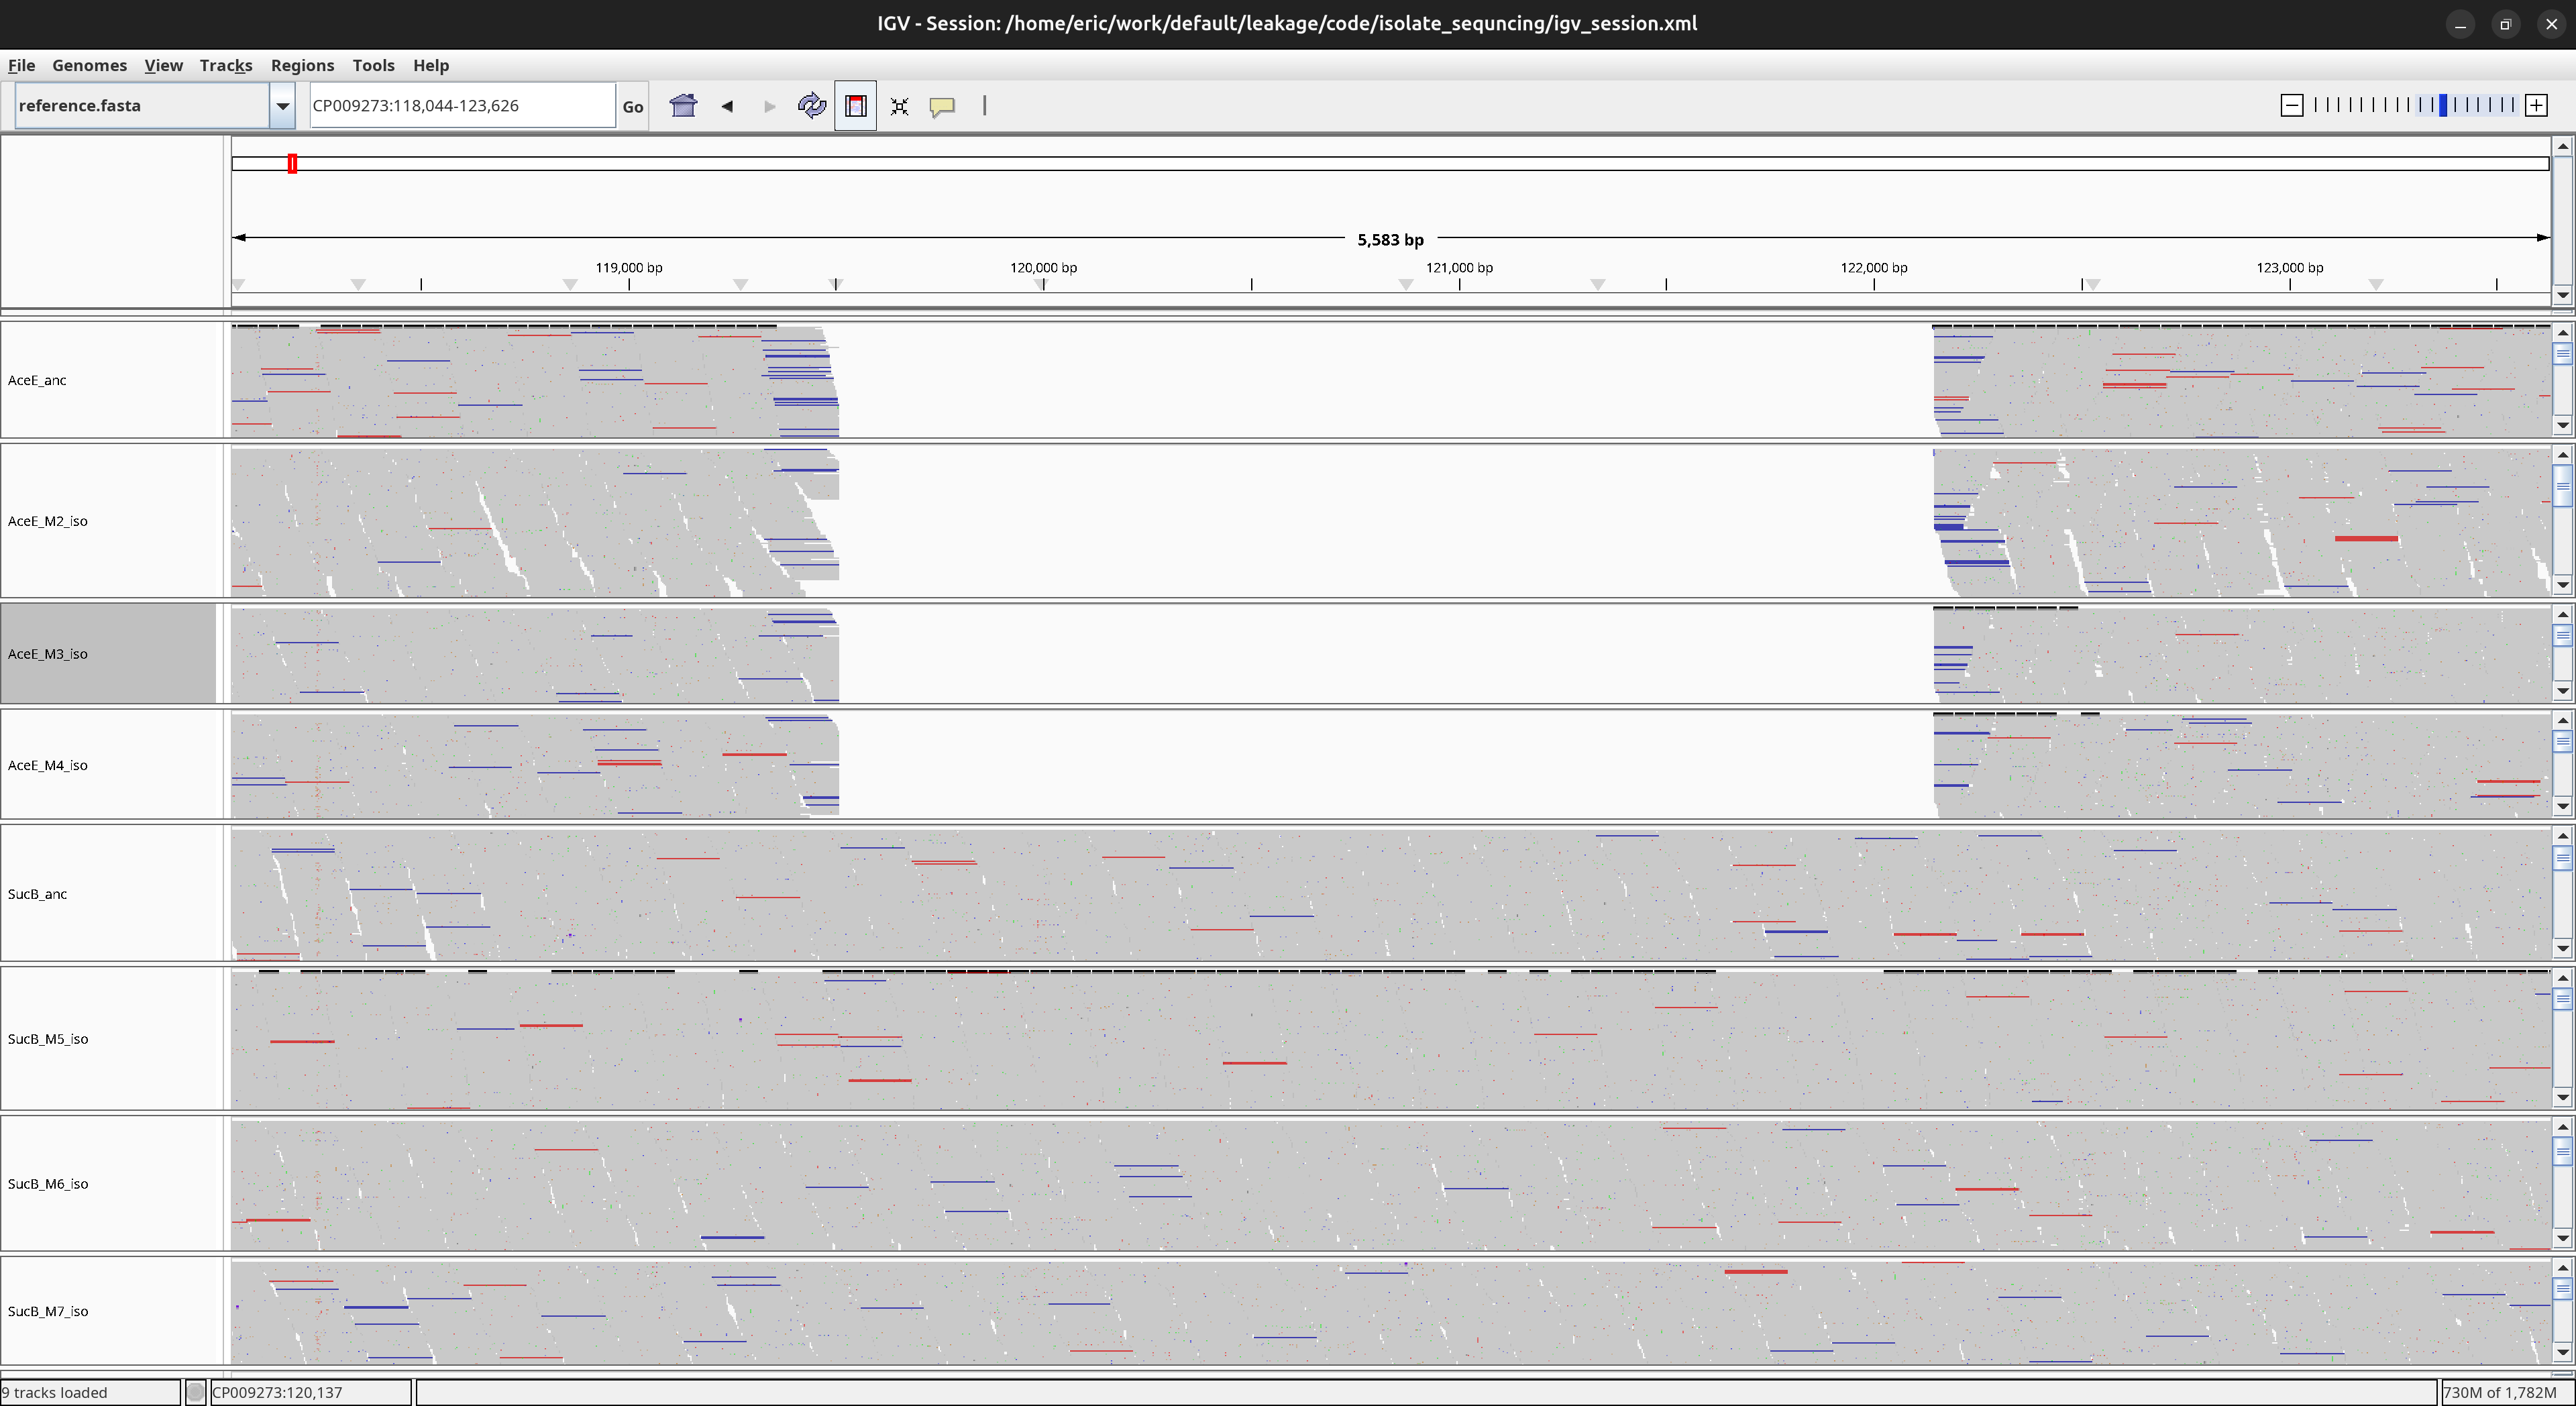 IGV - Session: /home/eric/work/default/leakage/code/isolate_sequncing/igv_session.xml
File Genomes View Tracks Regions Tools Help
reference.fasta CP009273:118,044-123,626 Go
5,583 bp
119,000 bp 120,000 bp 121,000 bp 122,000 bp 123,000 bp
AceE_anc
AceE_M2_iso
AceE_M3_iso
AceE_M4_iso
SucB_anc
SucB_M5_iso
SucB_M6_iso
SucB_M7_iso
9 tracks loaded CP009273:120,137 730M of 1,782M